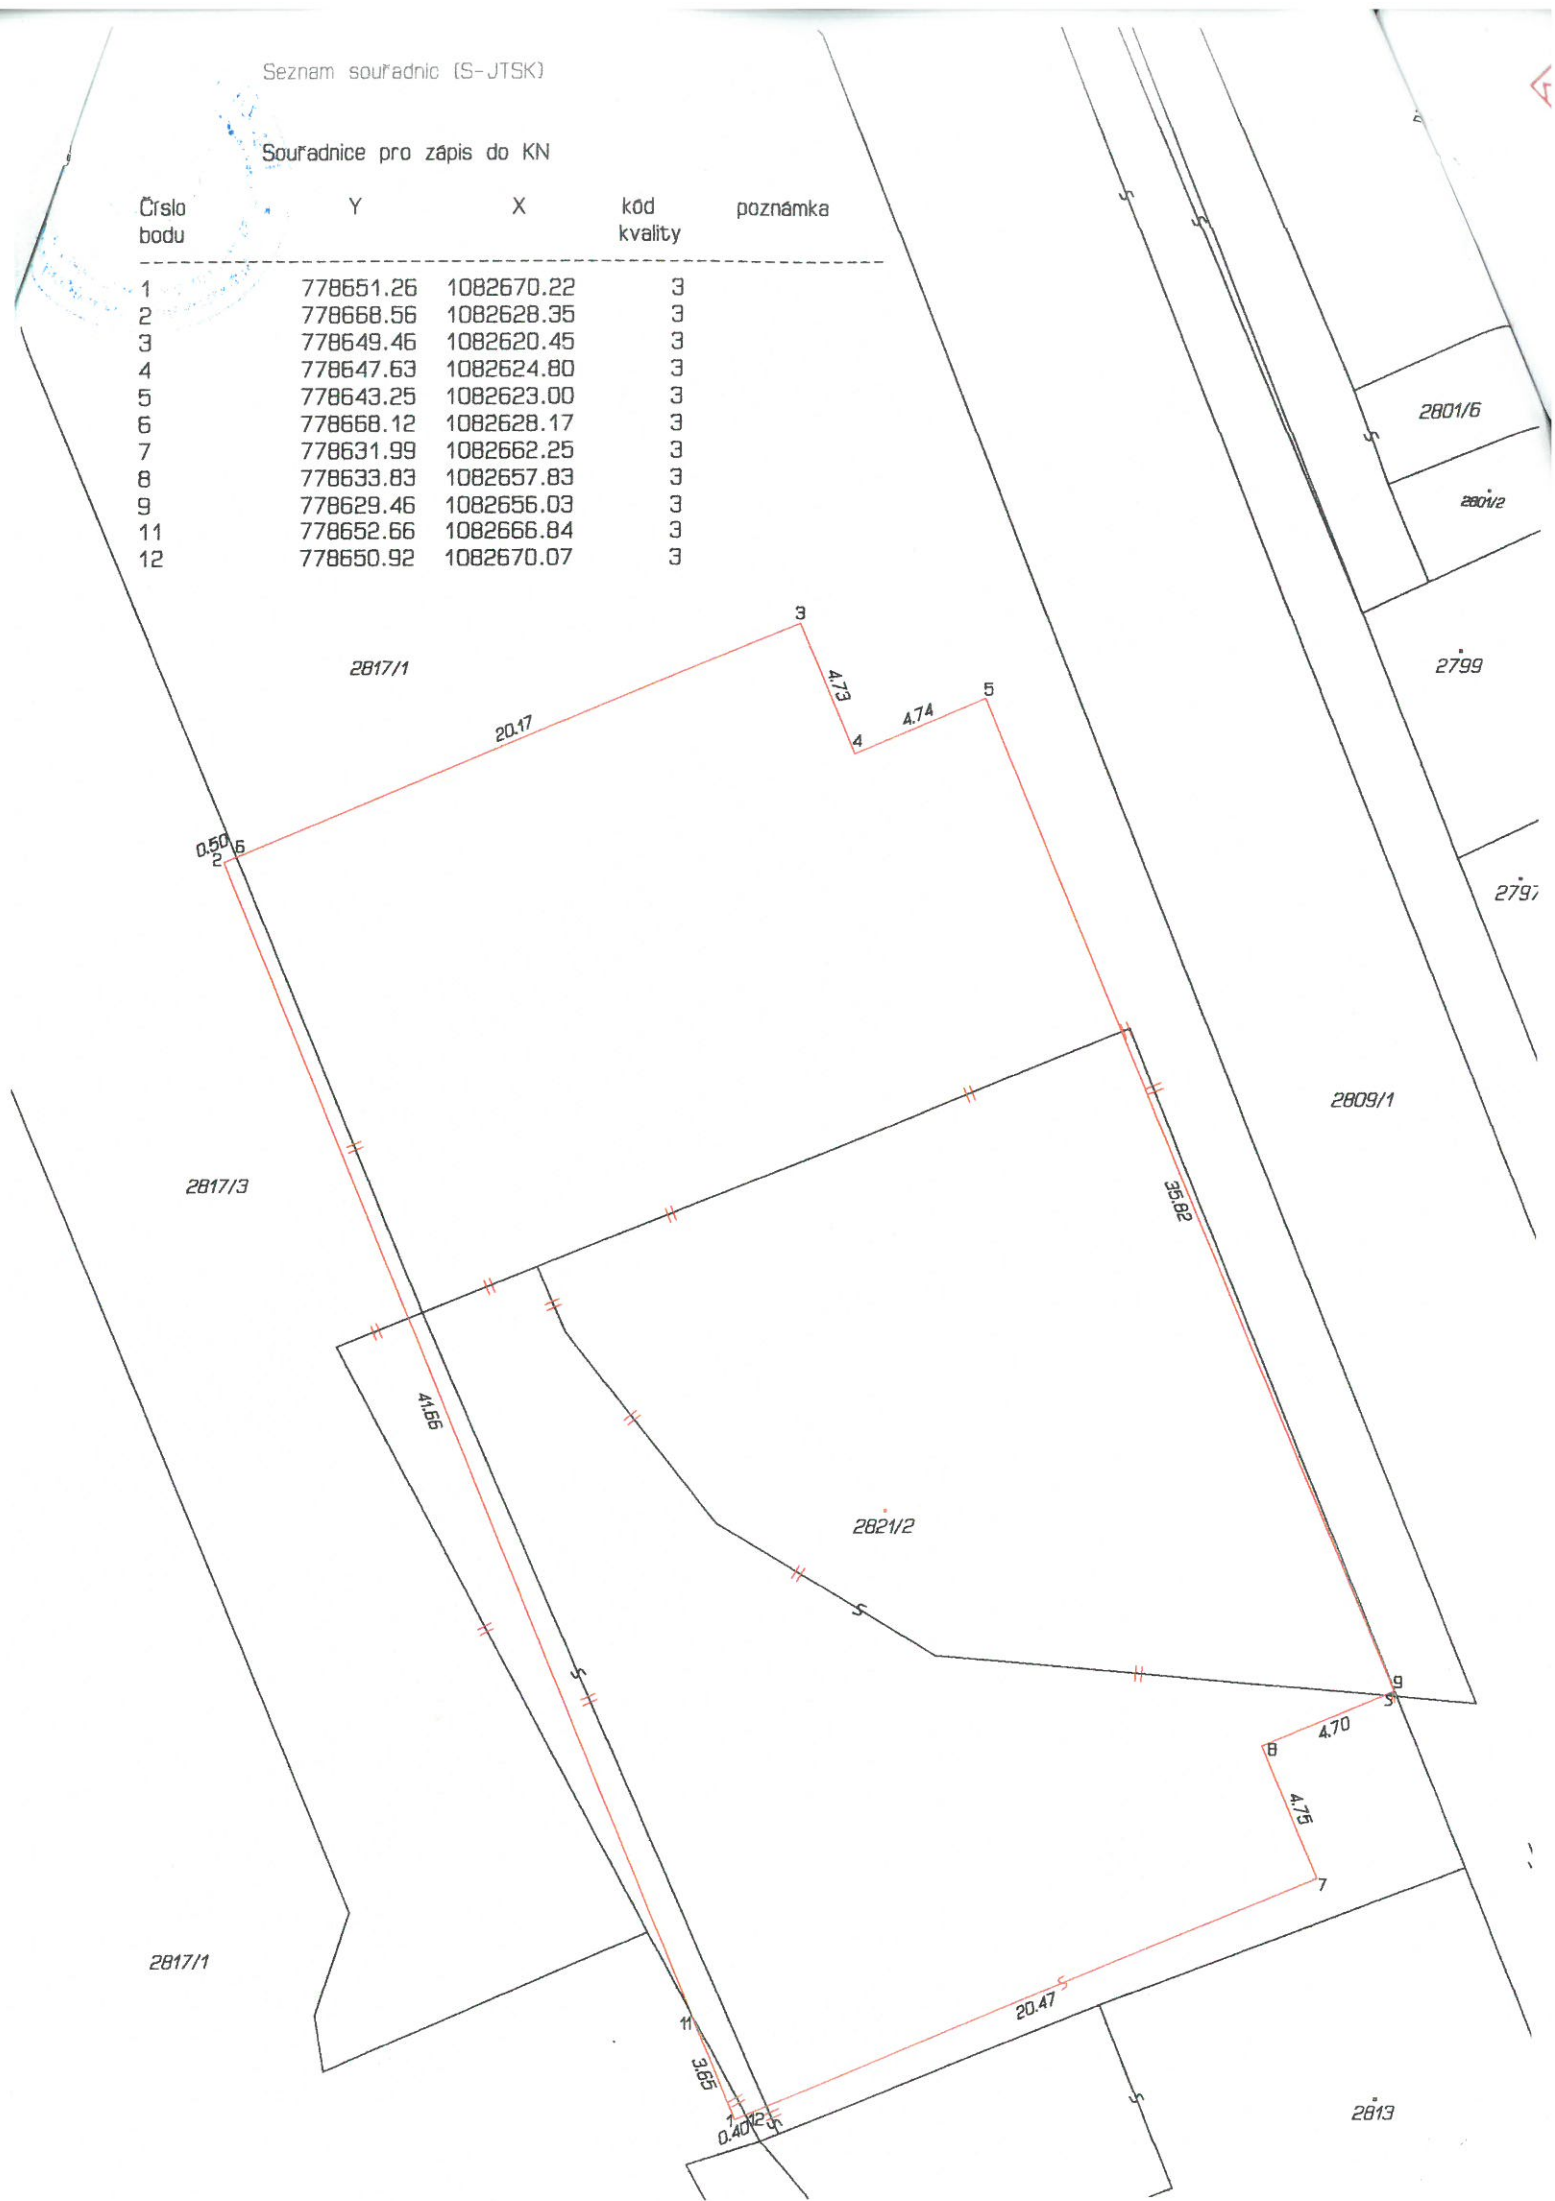 Seznam souřadnic (S-JTSK)
Souřadnice pro zápis do KN
Číslo bodu Y X kód kvality poznámka
1 778651.26 1082670.22 3
2 778668.56 1082628.35 3
3 778649.46 1082620.45 3
4 778647.63 1082624.80 3
5 778643.25 1082623.00 3
6 778668.12 1082628.17 3
7 778631.99 1082662.25 3
8 778633.83 1082657.83 3
9 778629.46 1082656.03 3
11 778652.66 1082666.84 3
12 778650.92 1082670.07 3
2801/6
2801/2
3
2817/1
2799
4.73
5
20.17
4.74
4
0.50
6
2
2797
2809/1
2817/3
35.82
41.66
2821/2
9
4.70
8
4.75
7
2817/1
20.47
11
3.65
1
12
0.40
2813